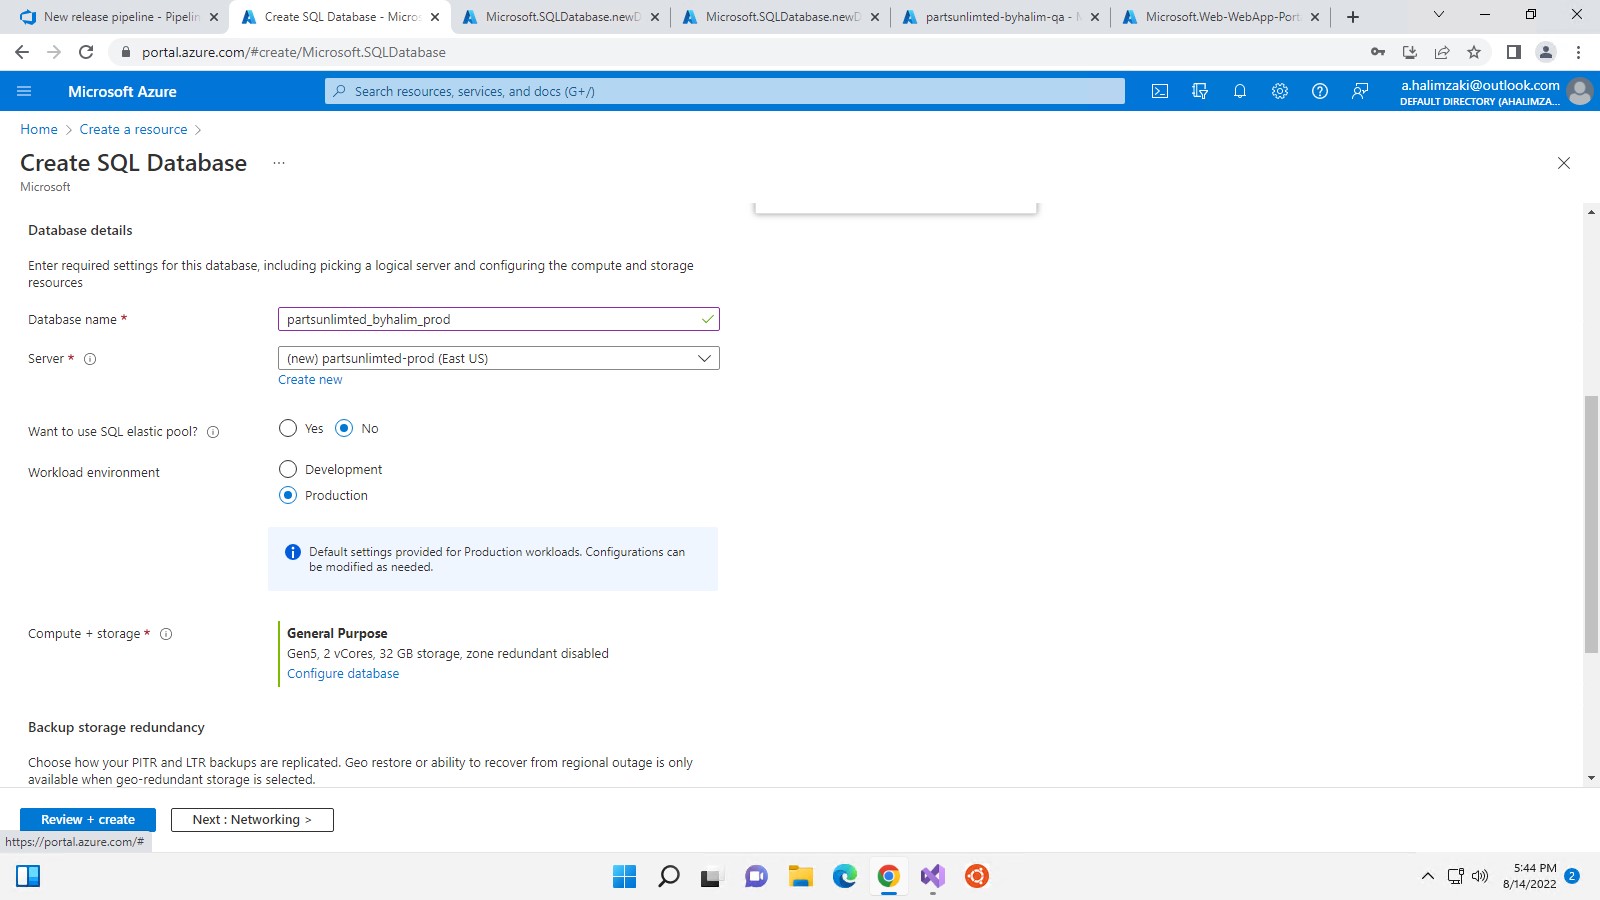 New release pipeline - Pipelin
Create SQL Database - Micros
Microsoft.SQLDatabase.newD
Microsoft.SQLDatabase.newD
partsunlimted-byhalim-qa - M
Microsoft.Web-WebApp-Port
portal.azure.com/#create/Microsoft.SQLDatabase
Microsoft Azure
Search resources, services, and docs (G+/)
a.halimzaki@outlook.com
DEFAULT DIRECTORY (AHALIMZA...
Home > Create a resource >
Create SQL Database ...
Microsoft
Database details
Enter required settings for this database, including picking a logical server and configuring the compute and storage
resources
Database name *
partsunlimted_byhalim_prod
Server *
(new) partsunlimted-prod (East US)
Create new
Want to use SQL elastic pool?
Yes No
Workload environment
Development
Production
Default settings provided for Production workloads. Configurations can
be modified as needed.
Compute + storage *
General Purpose
Gen5, 2 vCores, 32 GB storage, zone redundant disabled
Configure database
Backup storage redundancy
Choose how your PITR and LTR backups are replicated. Geo restore or ability to recover from regional outage is only
available when geo-redundant storage is selected.
Review + create
Next : Networking >
https://portal.azure.com/#
5:44 PM
8/14/2022
2